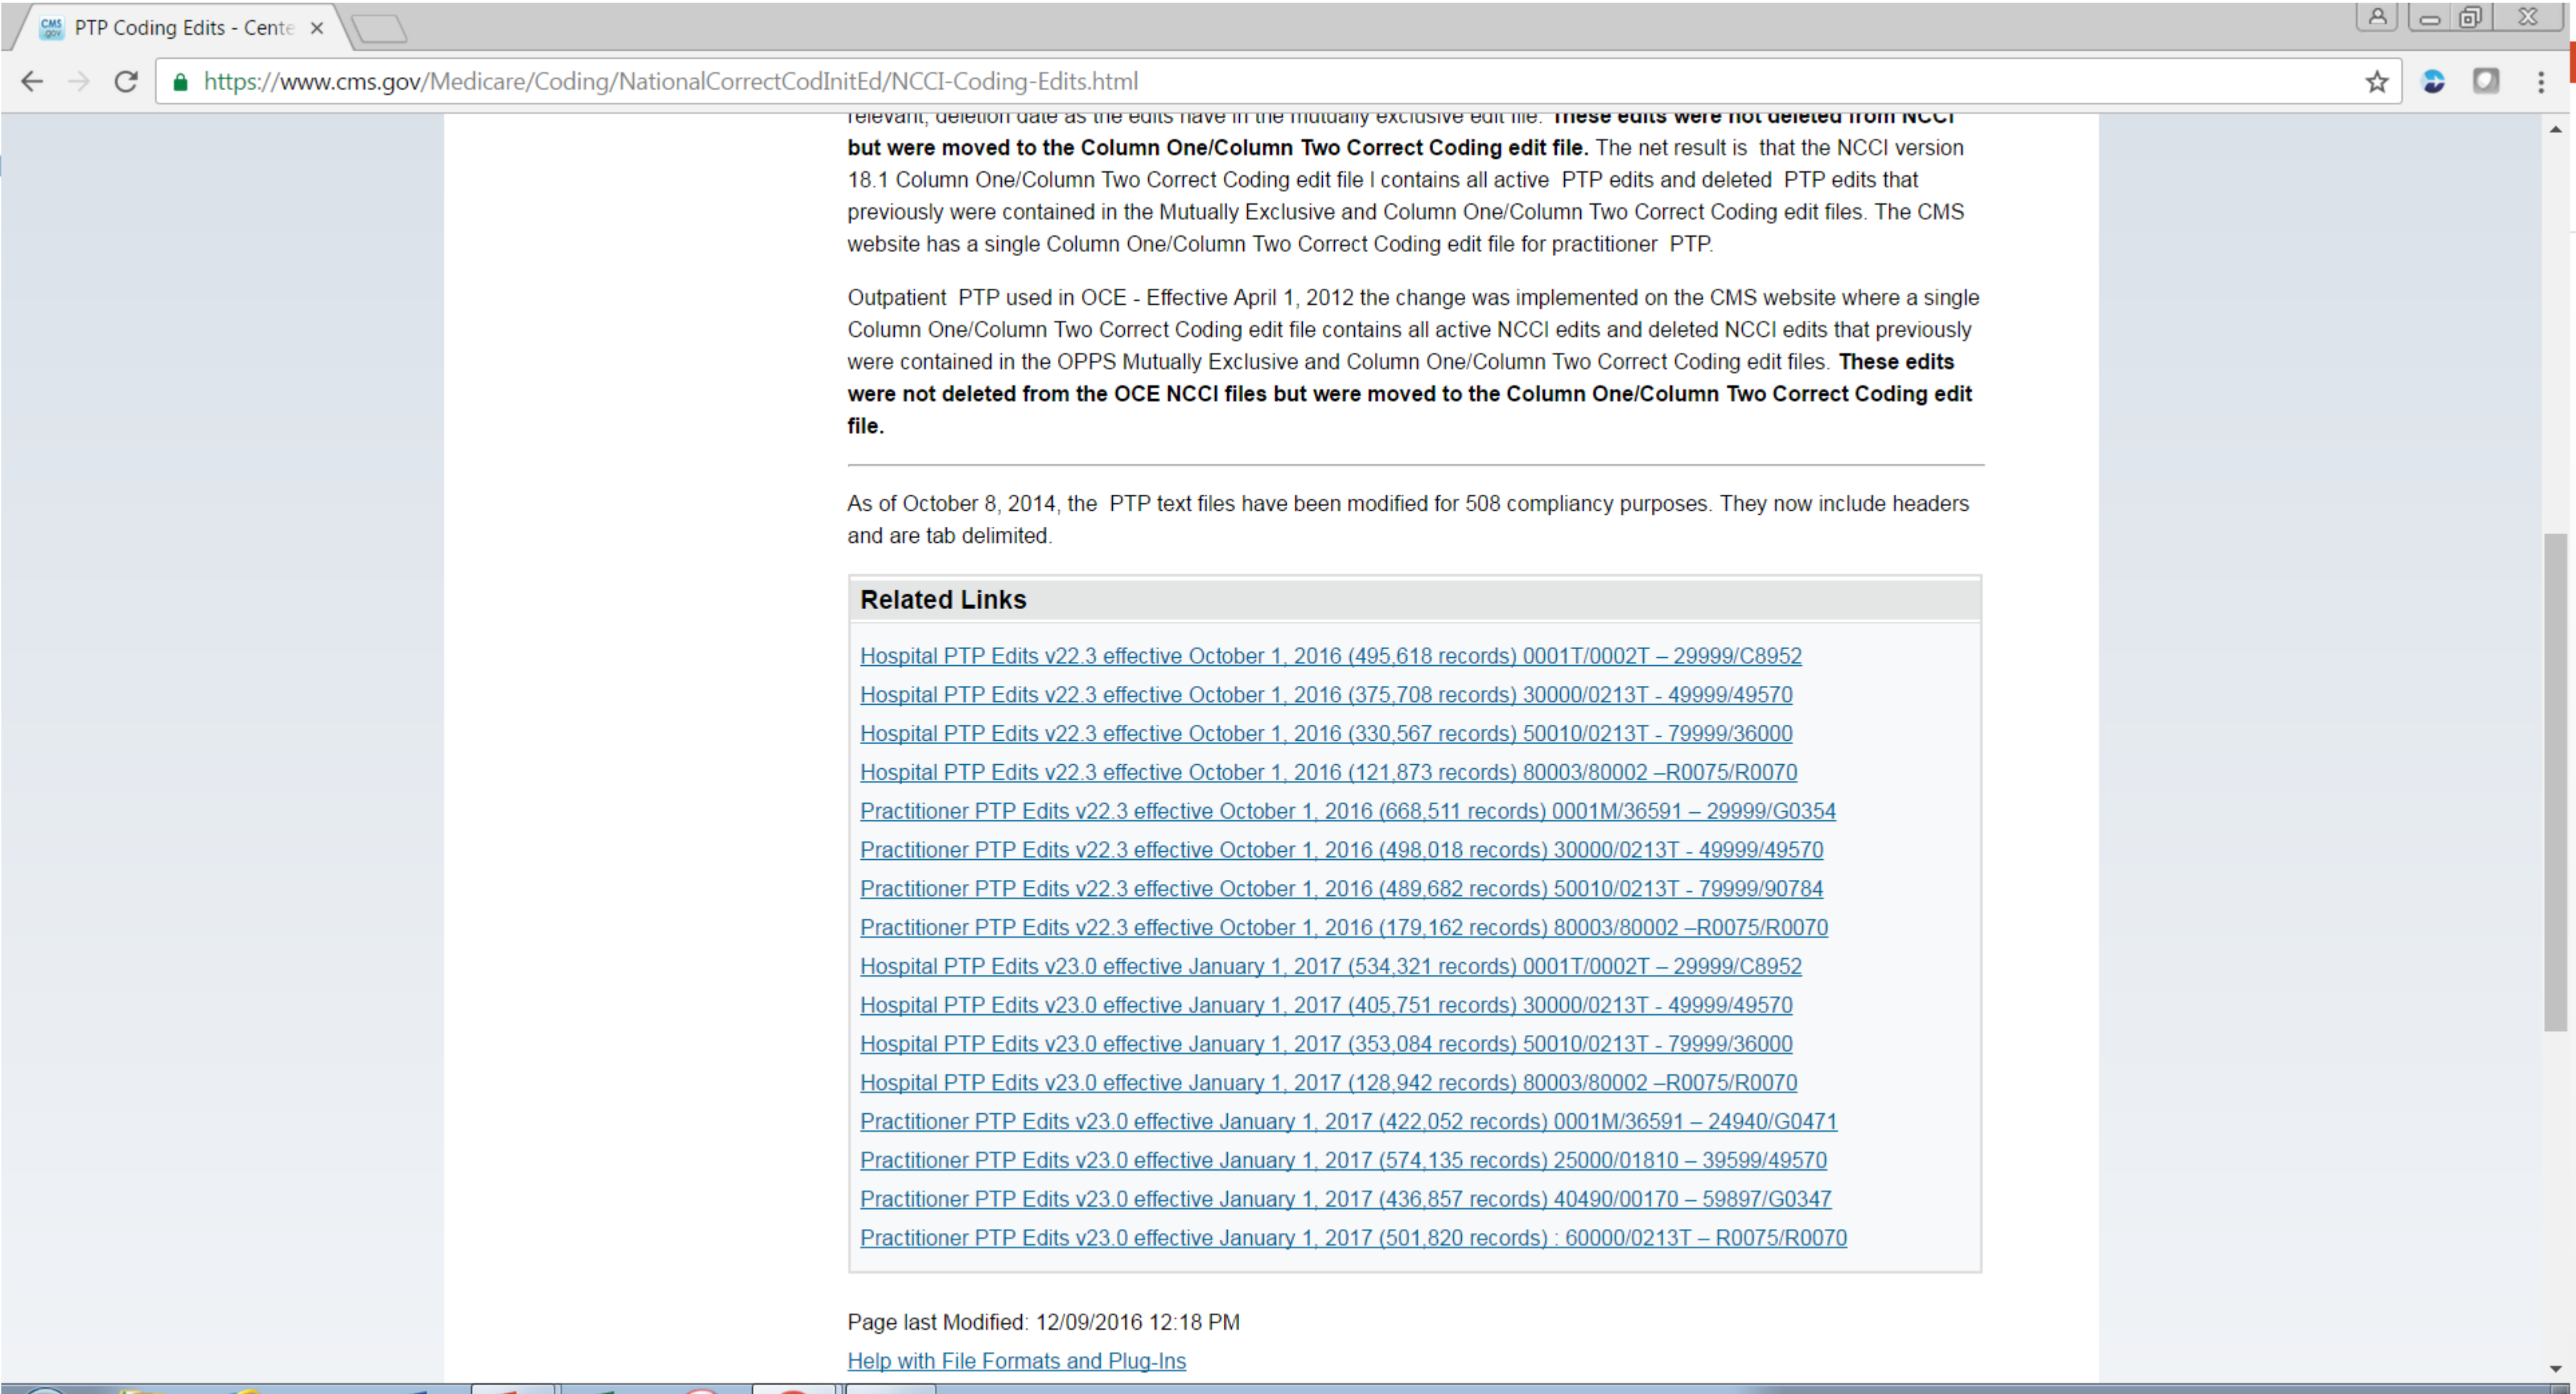 CMS
.gov
PTP Coding Edits - Cente
https://www.cms.gov/Medicare/Coding/NationalCorrectCodInitEd/NCCI-Coding-Edits.html
relevant, deletion date as the edits have in the mutually exclusive edit file. These edits were not deleted from NCCI
but were moved to the Column One/Column Two Correct Coding edit file. The net result is that the NCCI version
18.1 Column One/Column Two Correct Coding edit file I contains all active PTP edits and deleted PTP edits that
previously were contained in the Mutually Exclusive and Column One/Column Two Correct Coding edit files. The CMS
website has a single Column One/Column Two Correct Coding edit file for practitioner PTP.
Outpatient PTP used in OCE - Effective April 1, 2012 the change was implemented on the CMS website where a single
Column One/Column Two Correct Coding edit file contains all active NCCI edits and deleted NCCI edits that previously
were contained in the OPPS Mutually Exclusive and Column One/Column Two Correct Coding edit files. These edits
were not deleted from the OCE NCCI files but were moved to the Column One/Column Two Correct Coding edit
file.
As of October 8, 2014, the PTP text files have been modified for 508 compliancy purposes. They now include headers
and are tab delimited.
Related Links
Hospital PTP Edits v22.3 effective October 1, 2016 (495,618 records) 0001T/0002T – 29999/C8952
Hospital PTP Edits v22.3 effective October 1, 2016 (375,708 records) 30000/0213T - 49999/49570
Hospital PTP Edits v22.3 effective October 1, 2016 (330,567 records) 50010/0213T - 79999/36000
Hospital PTP Edits v22.3 effective October 1, 2016 (121,873 records) 80003/80002 –R0075/R0070
Practitioner PTP Edits v22.3 effective October 1, 2016 (668,511 records) 0001M/36591 – 29999/G0354
Practitioner PTP Edits v22.3 effective October 1, 2016 (498,018 records) 30000/0213T - 49999/49570
Practitioner PTP Edits v22.3 effective October 1, 2016 (489,682 records) 50010/0213T - 79999/90784
Practitioner PTP Edits v22.3 effective October 1, 2016 (179,162 records) 80003/80002 –R0075/R0070
Hospital PTP Edits v23.0 effective January 1, 2017 (534,321 records) 0001T/0002T – 29999/C8952
Hospital PTP Edits v23.0 effective January 1, 2017 (405,751 records) 30000/0213T - 49999/49570
Hospital PTP Edits v23.0 effective January 1, 2017 (353,084 records) 50010/0213T - 79999/36000
Hospital PTP Edits v23.0 effective January 1, 2017 (128,942 records) 80003/80002 –R0075/R0070
Practitioner PTP Edits v23.0 effective January 1, 2017 (422,052 records) 0001M/36591 – 24940/G0471
Practitioner PTP Edits v23.0 effective January 1, 2017 (574,135 records) 25000/01810 – 39599/49570
Practitioner PTP Edits v23.0 effective January 1, 2017 (436,857 records) 40490/00170 – 59897/G0347
Practitioner PTP Edits v23.0 effective January 1, 2017 (501,820 records) : 60000/0213T – R0075/R0070
Page last Modified: 12/09/2016 12:18 PM
Help with File Formats and Plug-Ins